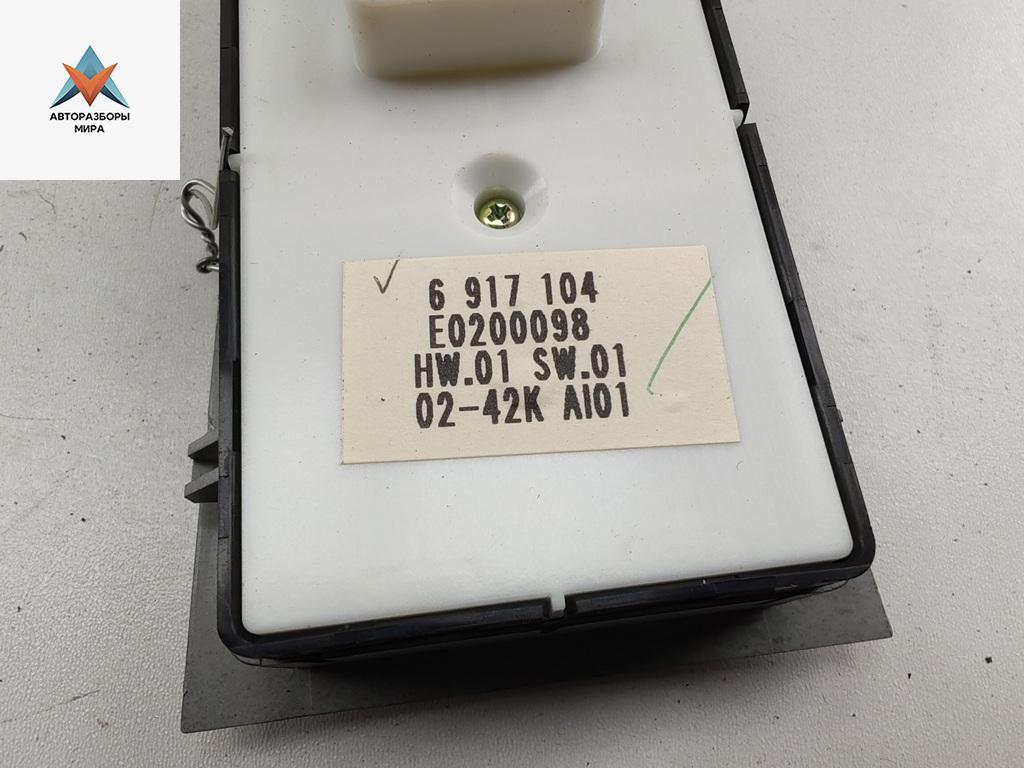 АВТОРАЗБОРЫ
МИРА
6 917 104
E0200098
HW.01 SW.01
02-42K AI01